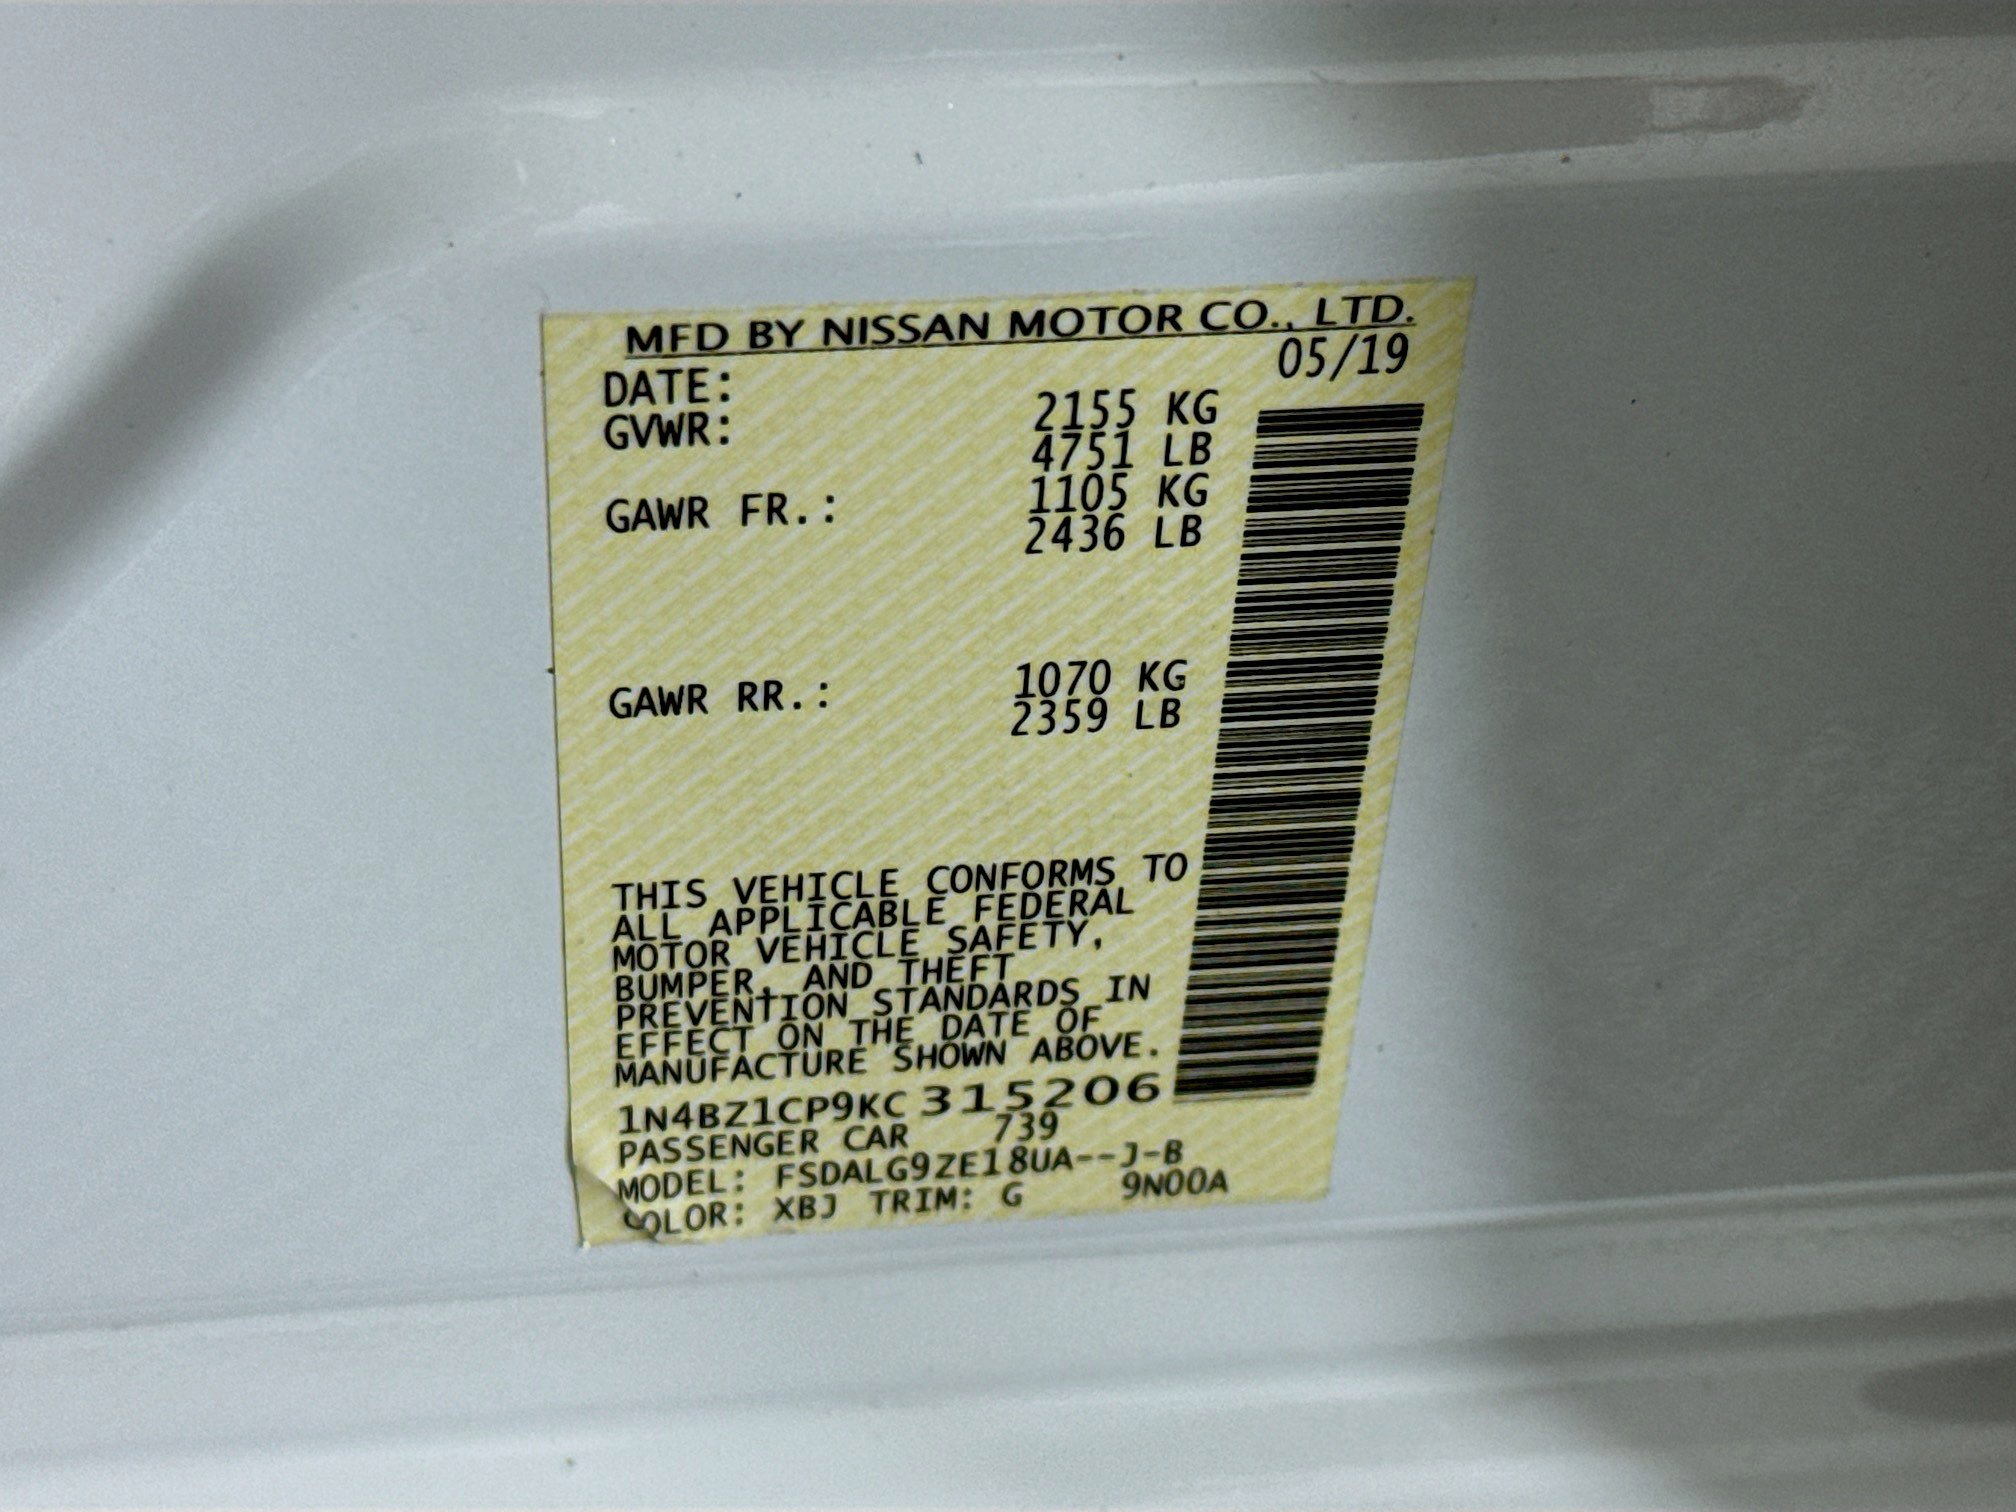 MFD BY NISSAN MOTOR CO., LTD.
DATE: 05/19
GVWR: 2155 KG
4751 LB
GAWR FR.: 1105 KG
2436 LB
GAWR RR.: 1070 KG
2359 LB
THIS VEHICLE CONFORMS TO
ALL APPLICABLE FEDERAL
MOTOR VEHICLE SAFETY,
BUMPER, AND THEFT
PREVENTION STANDARDS IN
EFFECT ON THE DATE OF
MANUFACTURE SHOWN ABOVE.
1N4BZ1CP9KC315206
PASSENGER CAR 739
MODEL: FSDALG9ZE18UA--J-B
COLOR: XBJ TRIM: G 9N00A